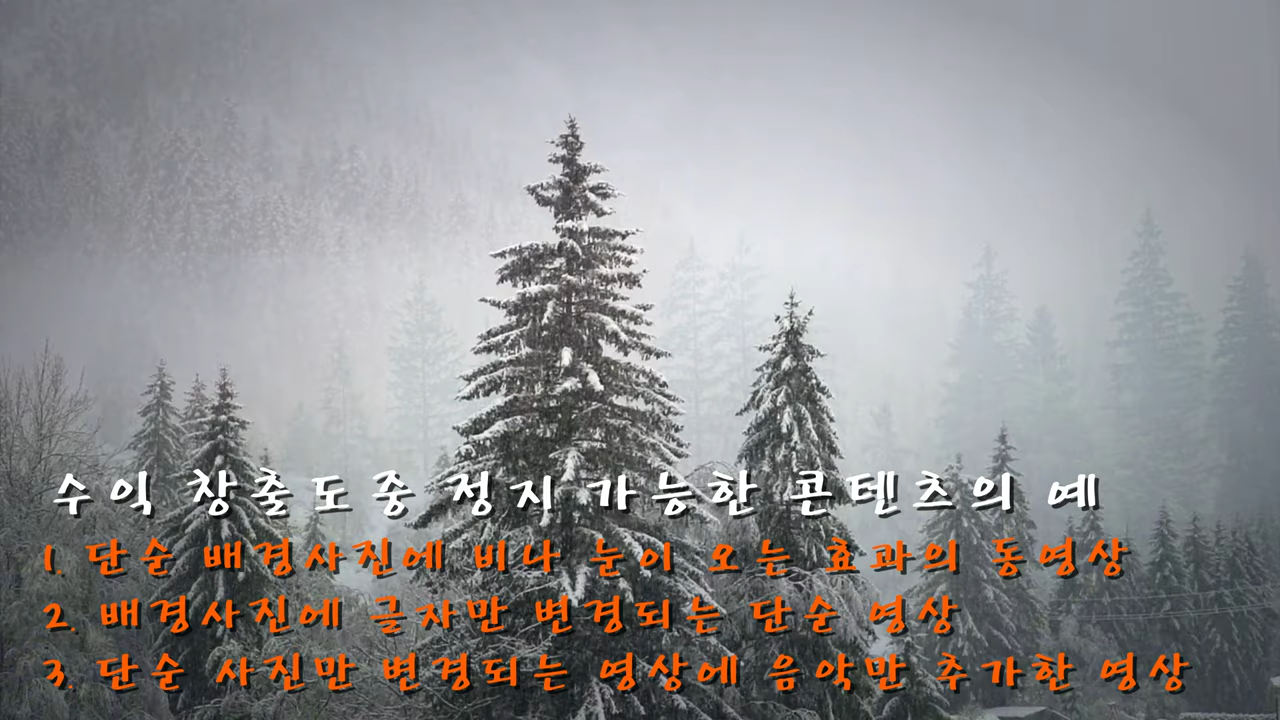 수익 창출도중 정지 가능한 콘텐츠의 예
1. 단순 배경사진에 비나 눈이 오는 효과의 동영상
2. 배경사진에 글자만 변경되는 단순 영상
3. 단순 사진만 변경되는 영상에 음악만 추가한 영상